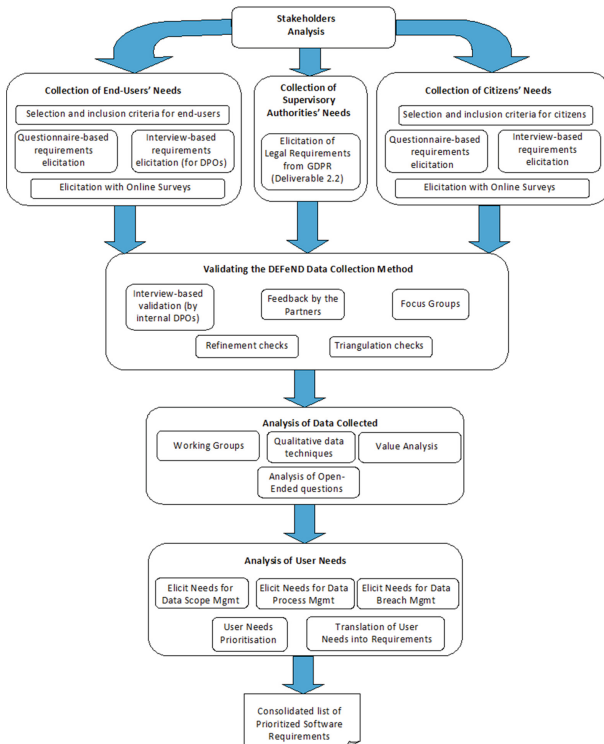 Stakeholders
Analysis
Collection of End-Users' Needs
Selection and inclusion criteria for end-users
Questionnaire-based
requirements
elicitation
Interview-based
requirements
elicitation (for DPOs)
Elicitation with Online Surveys
Collection of
Supervisory
Authorities' Needs
Elicitation of
Legal Requirements
from GDPR
(Deliverable 2.2)
Collection of Citizens' Needs
Selection and inclusion criteria for citizens
Questionnaire-based
requirements
elicitation
Interview-based
requirements
elicitation
Elicitation with Online Surveys
Validating the DEFeND Data Collection Method
Interview-based
validation (by
internal DPOs)
Feedback by the
Partners
Focus Groups
Refinement checks
Triangulation checks
Analysis of Data Collected
Working Groups
Qualitative data
techniques
Value Analysis
Analysis of Open-
Ended questions
Analysis of User Needs
Elicit Needs for
Data Scope Mgmt
Elicit Needs for Data
Process Mgmt
Elicit Needs for Data
Breach Mgmt
User Needs
Prioritisation
Translation of User
Needs into Requirements
Consolidated list of
Prioritized Software
Requirements